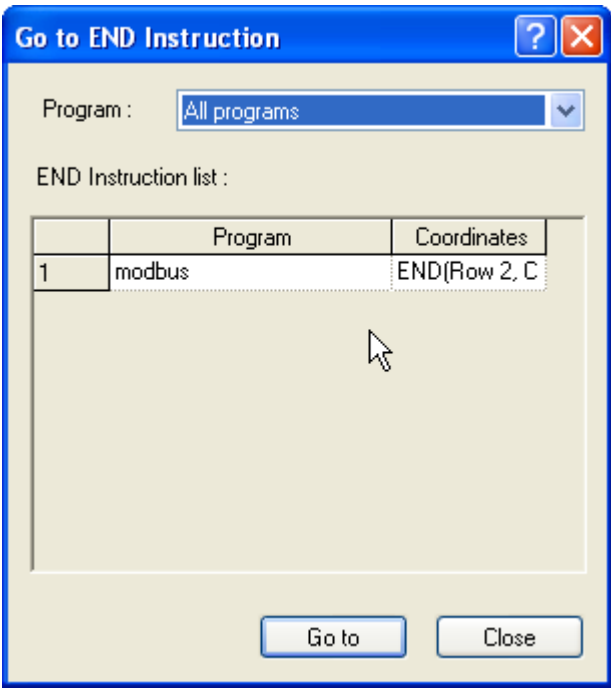 Go to END Instruction
Program : All programs
END Instruction list :
Program Coordinates
1 modbus END(Row 2, C
Go to Close